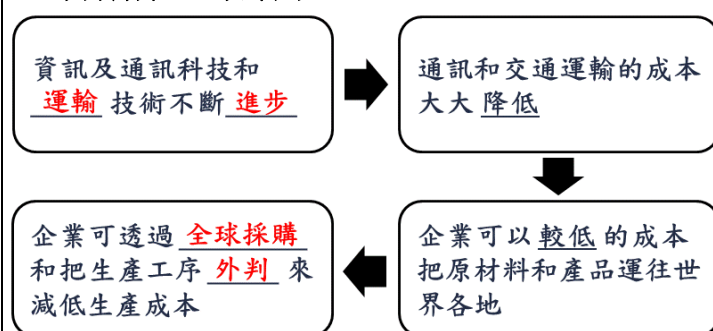 資訊及通訊科技和
運輸 技術不斷 進步
通訊和交通運輸的成本
大大 降低
企業可以 較低 的成本
把原材料和產品運往世
界各地
企業可透過 全球採購
和把生產工序 外判 來
減低生產成本